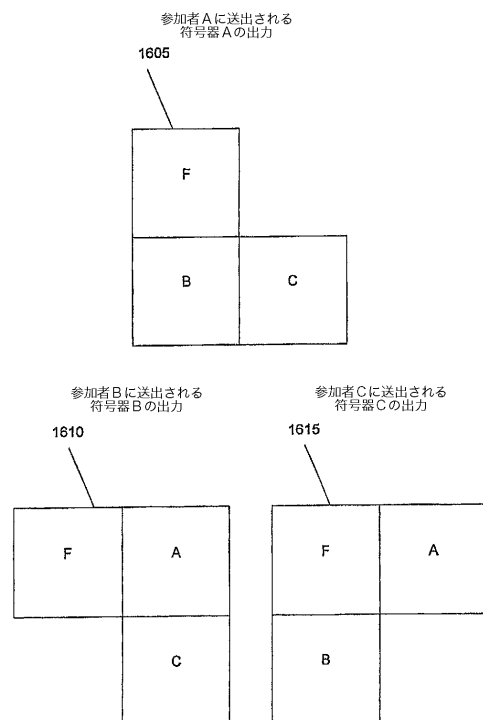 参加者Aに送出される
符号器Aの出力
1605
F
B C
参加者Bに送出される
符号器Bの出力
1610
F A
C
参加者Cに送出される
符号器Cの出力
1615
F A
B